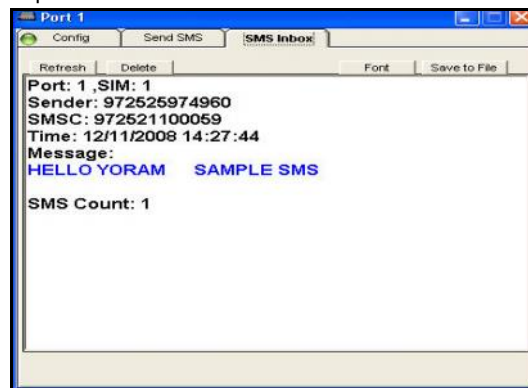 Port 1
Config Send SMS SMS Inbox
Refresh Delete Font Save to File
Port: 1 ,SIM: 1
Sender: 972525974960
SMSC: 972521100059
Time: 12/11/2008 14:27:44
Message:
HELLO YORAM SAMPLE SMS
SMS Count: 1